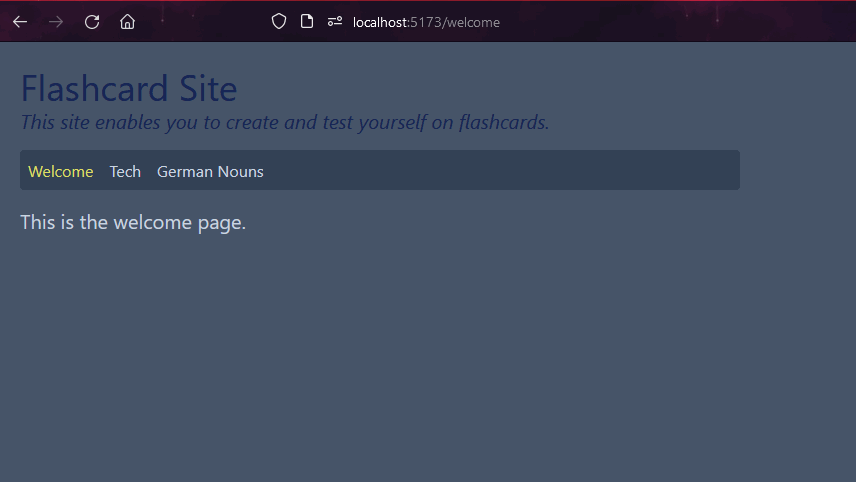 localhost:5173/welcome
Flashcard Site
This site enables you to create and test yourself on flashcards.
Welcome Tech German Nouns
This is the welcome page.